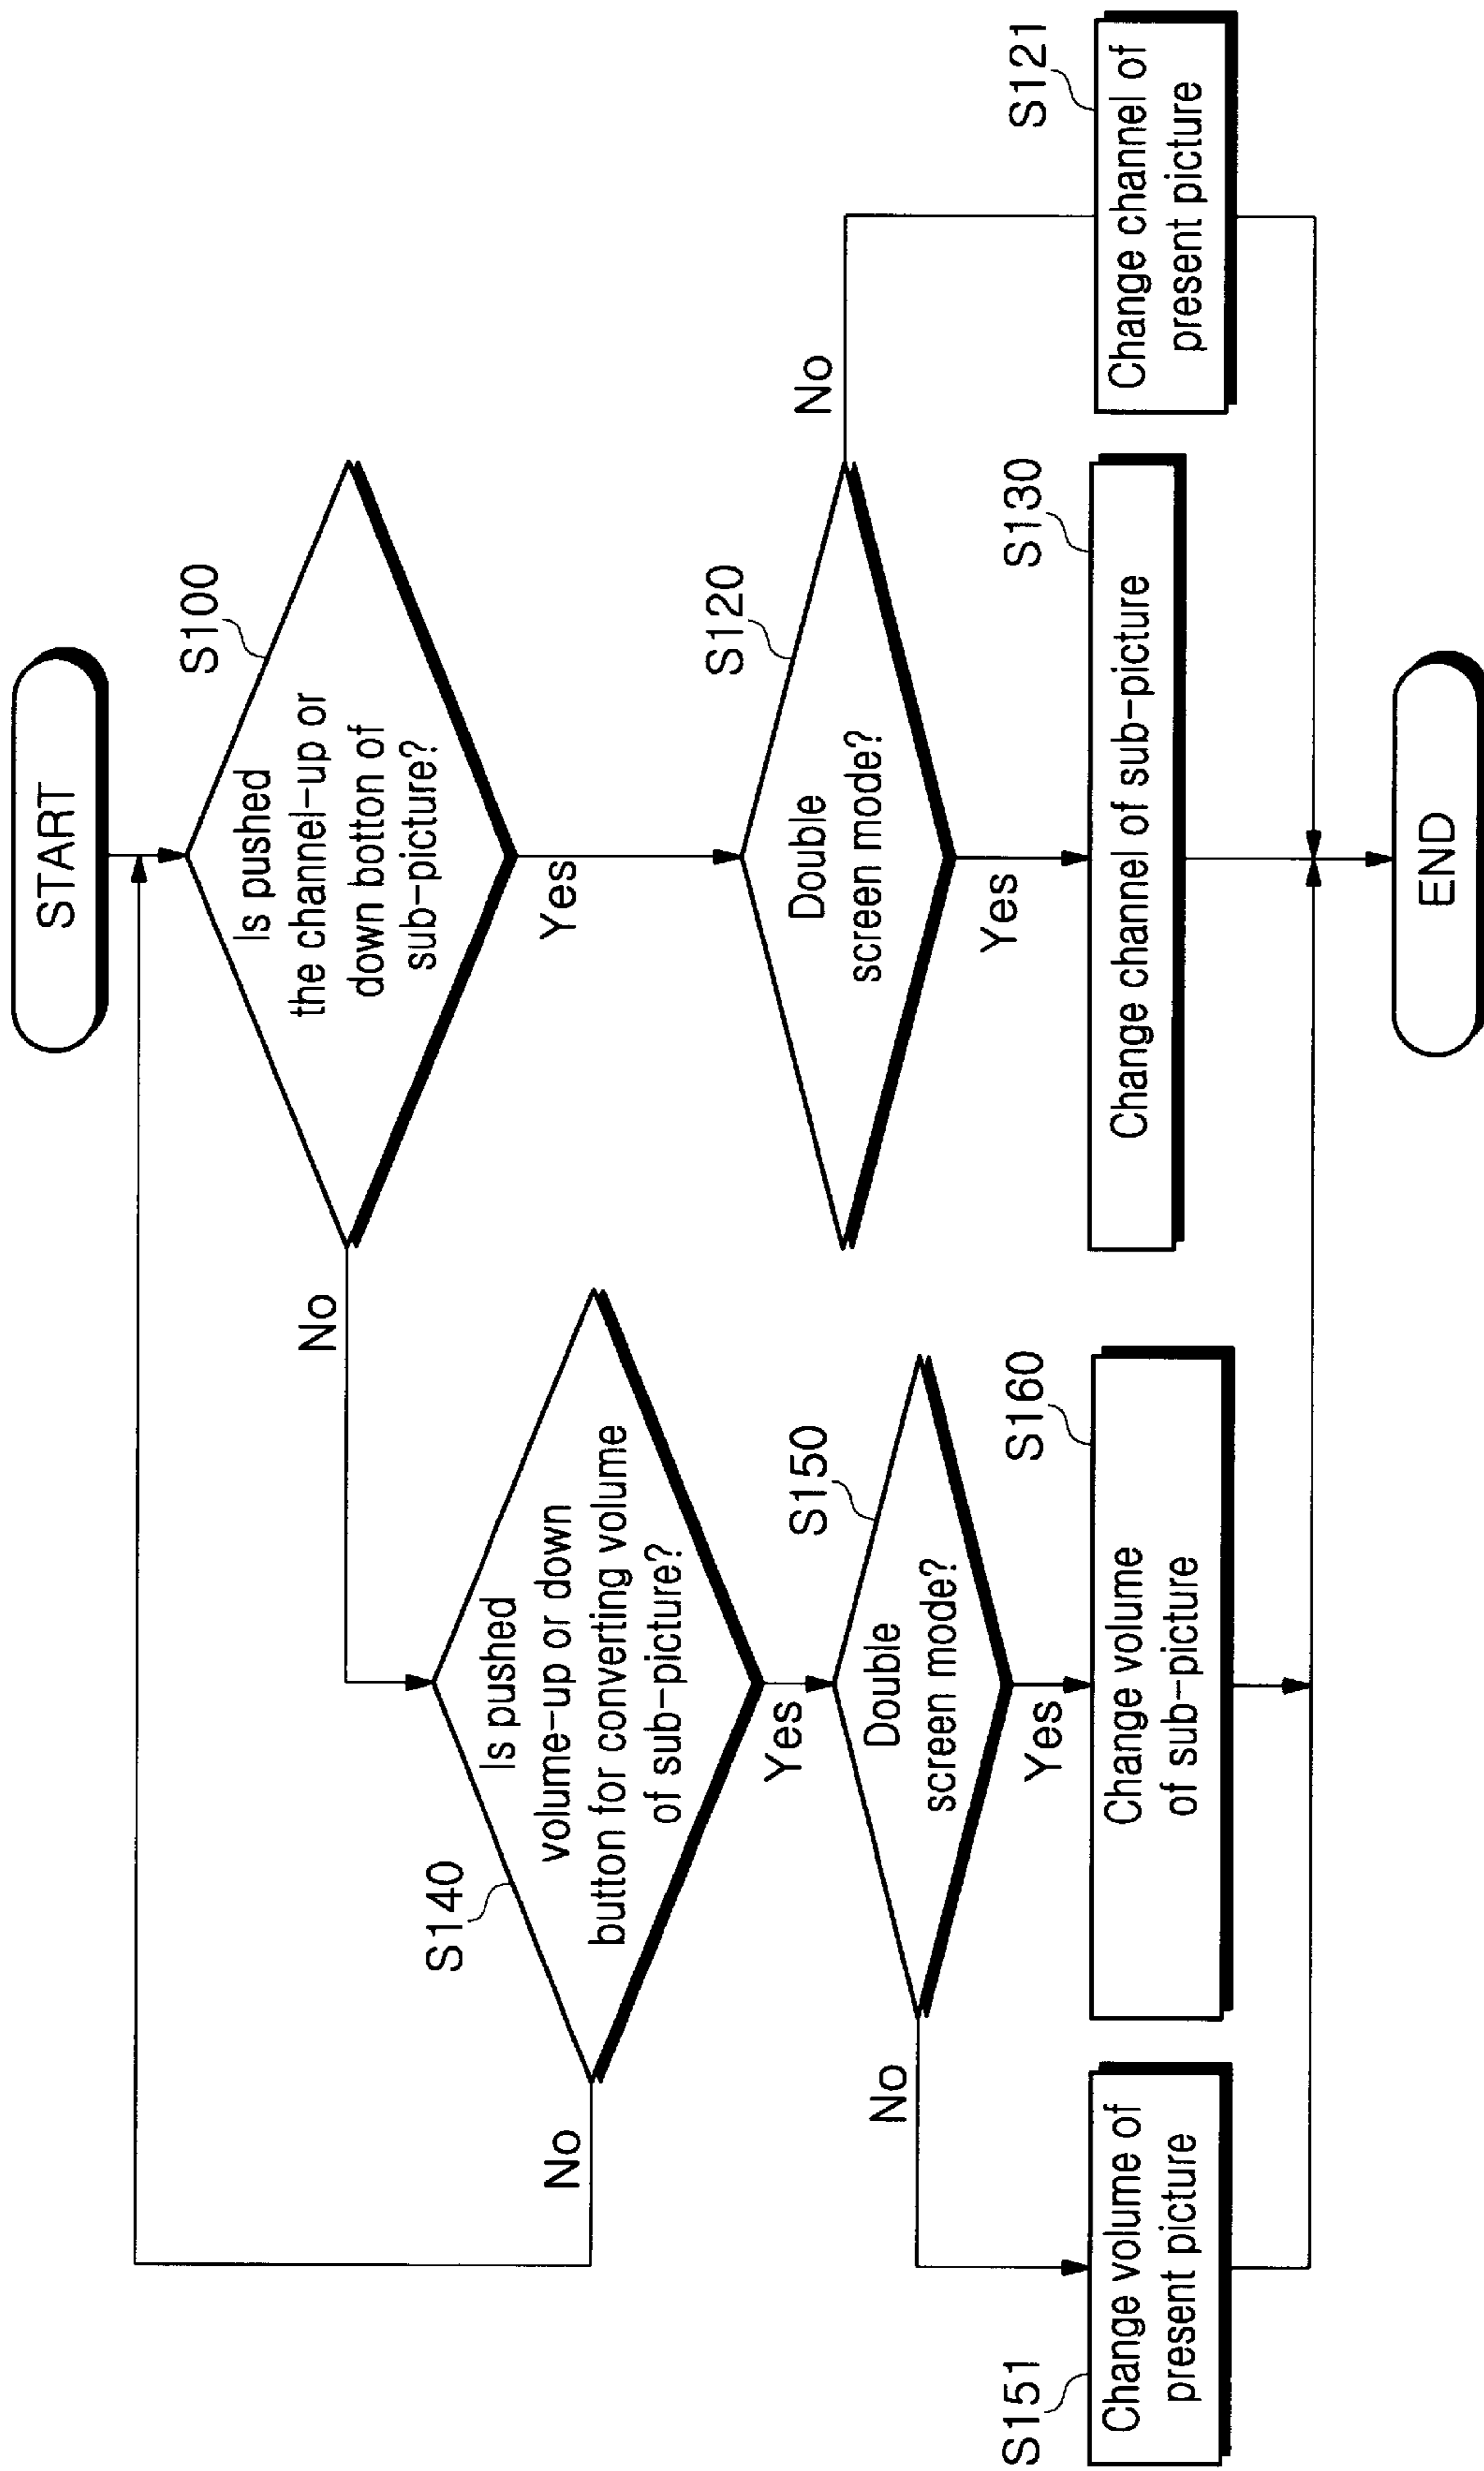 START
S100
Is pushed
the channel-up or
down botton of
sub-picture?
No
Yes
S140
Is pushed
volume-up or down
button for converting volume
of sub-picture?
No
Yes
S120
Double
screen mode?
No
Yes
S150
Double
screen mode?
No
Yes
S151
Change volume of
present picture
S160
Change volume
of sub-picture
S130
Change channel of sub-picture
S121
Change channel of
present picture
END